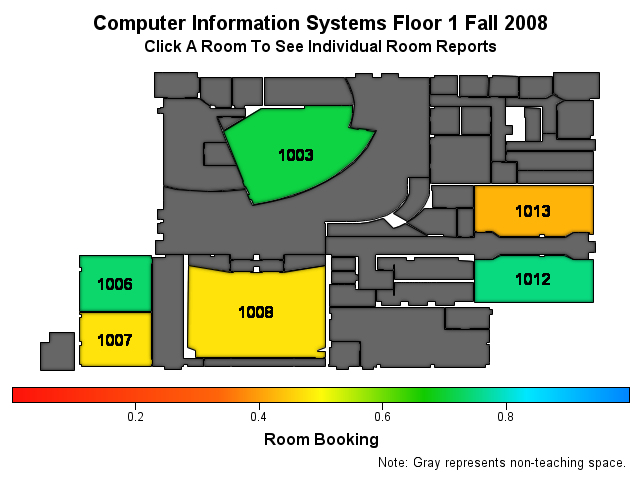 Computer Information Systems Floor 1 Fall 2008
Click A Room To See Individual Room Reports
1003
1013
1006
1012
1008
1007
0.2 0.4 0.6 0.8
Room Booking
Note: Gray represents non-teaching space.